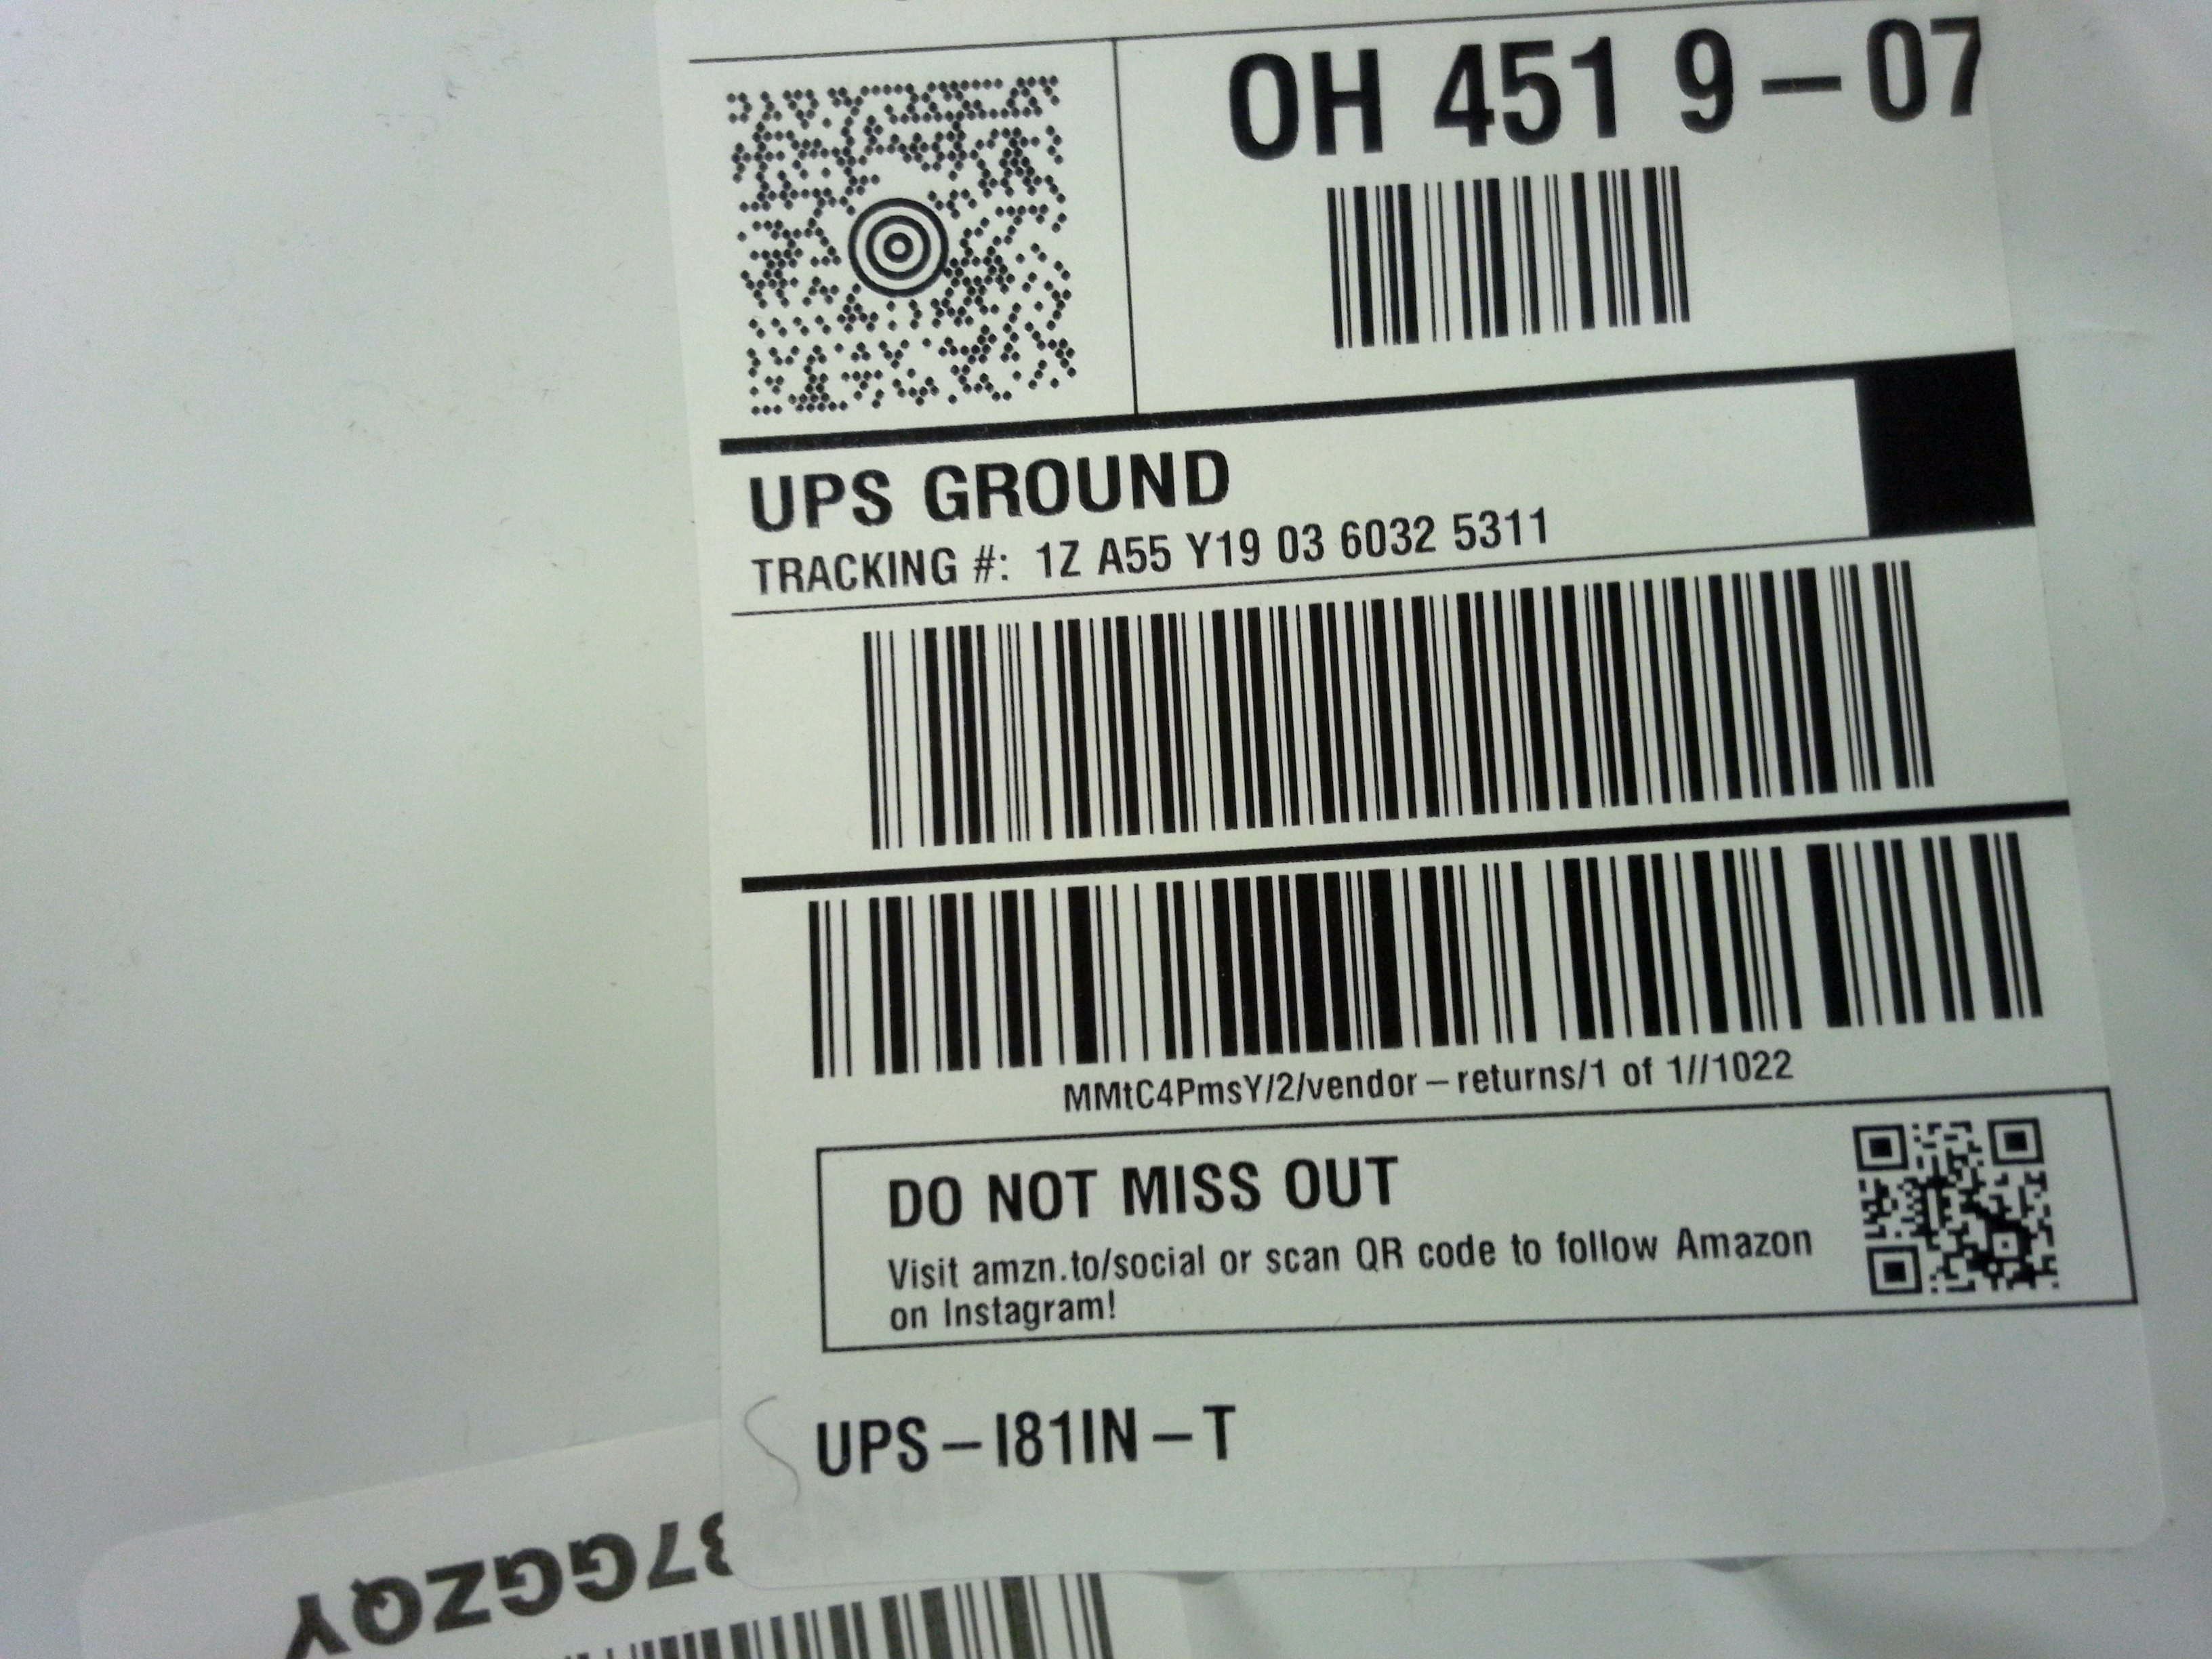 OH 451 9-07
UPS GROUND
TRACKING #: 1Z A55 Y19 03 6032 5311
MMtC4PmsY/2/vendor-returns/1 of 1//1022
DO NOT MISS OUT
Visit amzn.to/social or scan QR code to follow Amazon
on Instagram!
UPS-I81IN-T
37GGZQY